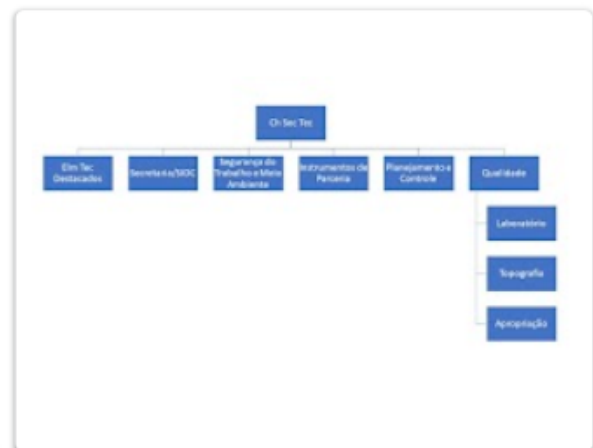 Ch Sec Tec
Elm Tec
Destacados
Secretaria/
Segurança do
Trabalho e Meio
Ambiente
Instrumentos de
Parceria
Planejamento e
Controle
Qualidade
Laboratório
Topografia
Apropriação